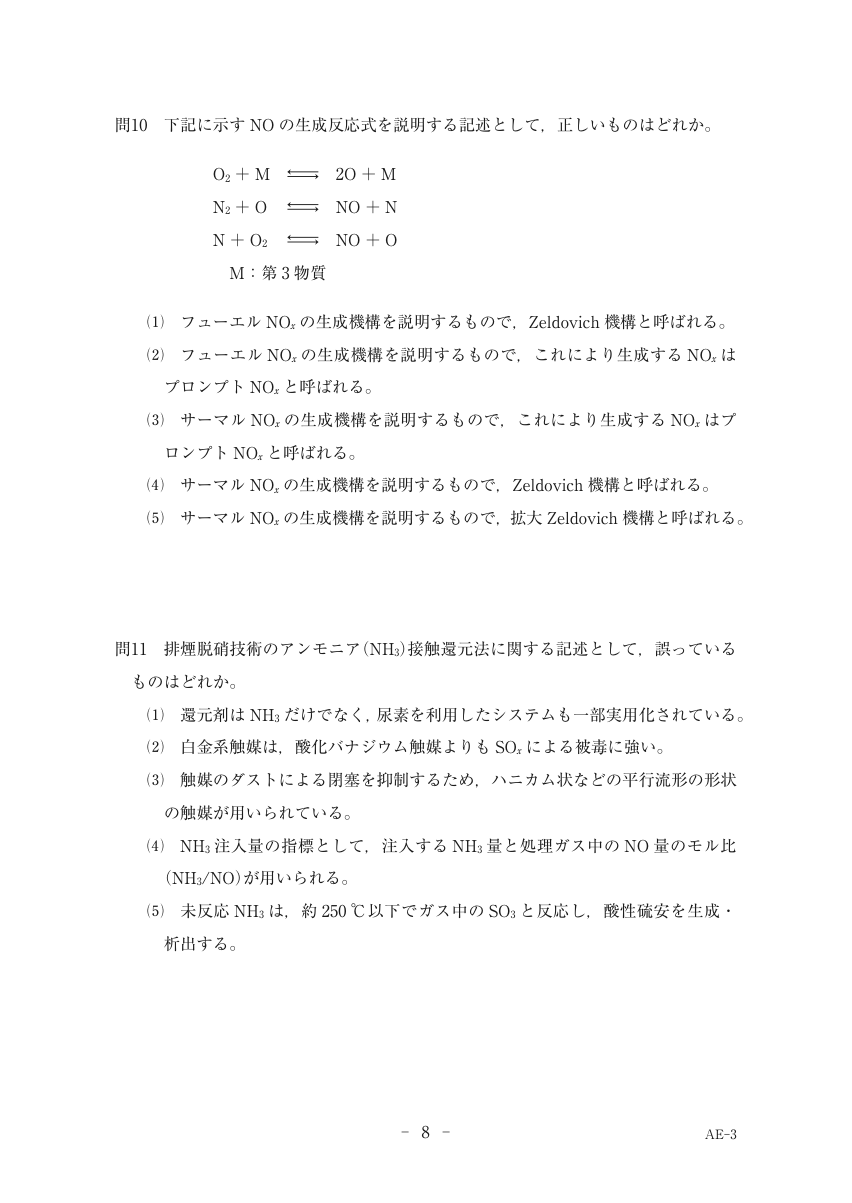 問10　下記に示す NO の生成反応式を説明する記述として，正しいものはどれか。
O₂ + M ⇆ 2O + M
N₂ + O ⇆ NO + N
N + O₂ ⇆ NO + O
M：第 3 物質
⑴　フューエル NOₓ の生成機構を説明するもので，Zeldovich 機構と呼ばれる。
⑵　フューエル NOₓ の生成機構を説明するもので，これにより生成する NOₓ は
プロンプト NOₓ と呼ばれる。
⑶　サーマル NOₓ の生成機構を説明するもので，これにより生成する NOₓ はプ
ロンプト NOₓ と呼ばれる。
⑷　サーマル NOₓ の生成機構を説明するもので，Zeldovich 機構と呼ばれる。
⑸　サーマル NOₓ の生成機構を説明するもので，拡大 Zeldovich 機構と呼ばれる。
問11　排煙脱硝技術のアンモニア(NH₃)接触還元法に関する記述として，誤っている
ものはどれか。
⑴　還元剤は NH₃ だけでなく，尿素を利用したシステムも一部実用化されている。
⑵　白金系触媒は，酸化バナジウム触媒よりも SOₓ による被毒に強い。
⑶　触媒のダストによる閉塞を抑制するため，ハニカム状などの平行流形の形状
の触媒が用いられている。
⑷　NH₃ 注入量の指標として，注入する NH₃ 量と処理ガス中の NO 量のモル比
(NH₃/NO)が用いられる。
⑸　未反応 NH₃ は，約 250 ℃以下でガス中の SO₃ と反応し，酸性硫安を生成・
析出する。
- 8 -
AE-3